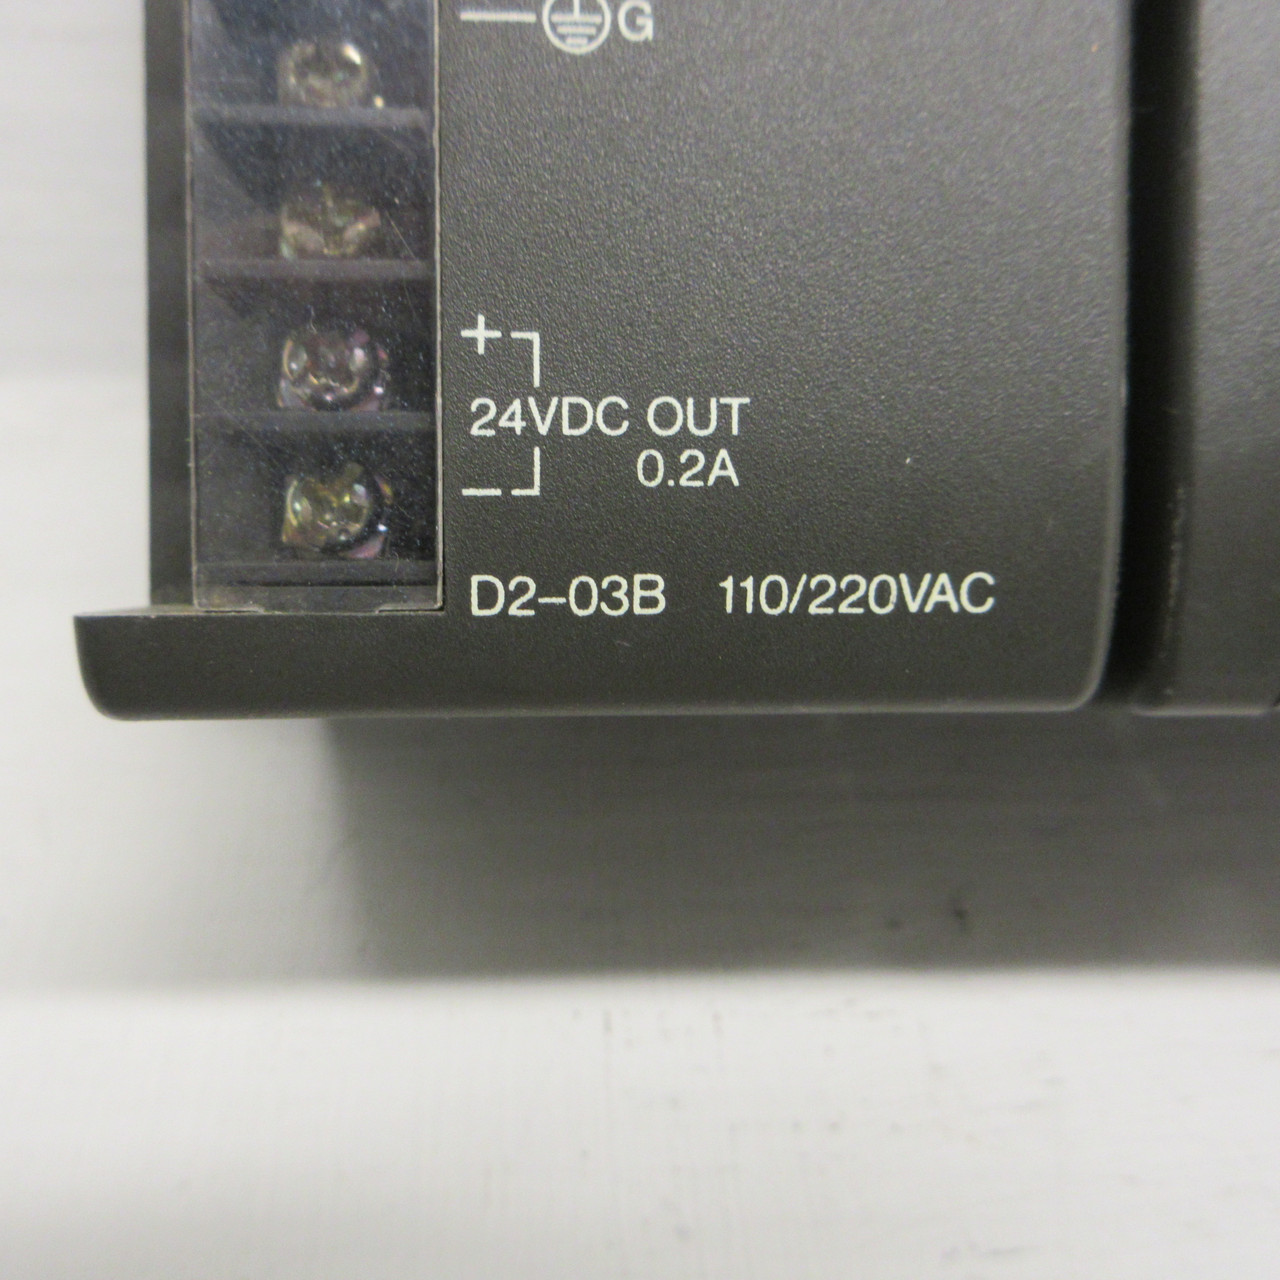 G
+
24VDC OUT
0.2A
–
D2-03B 110/220VAC